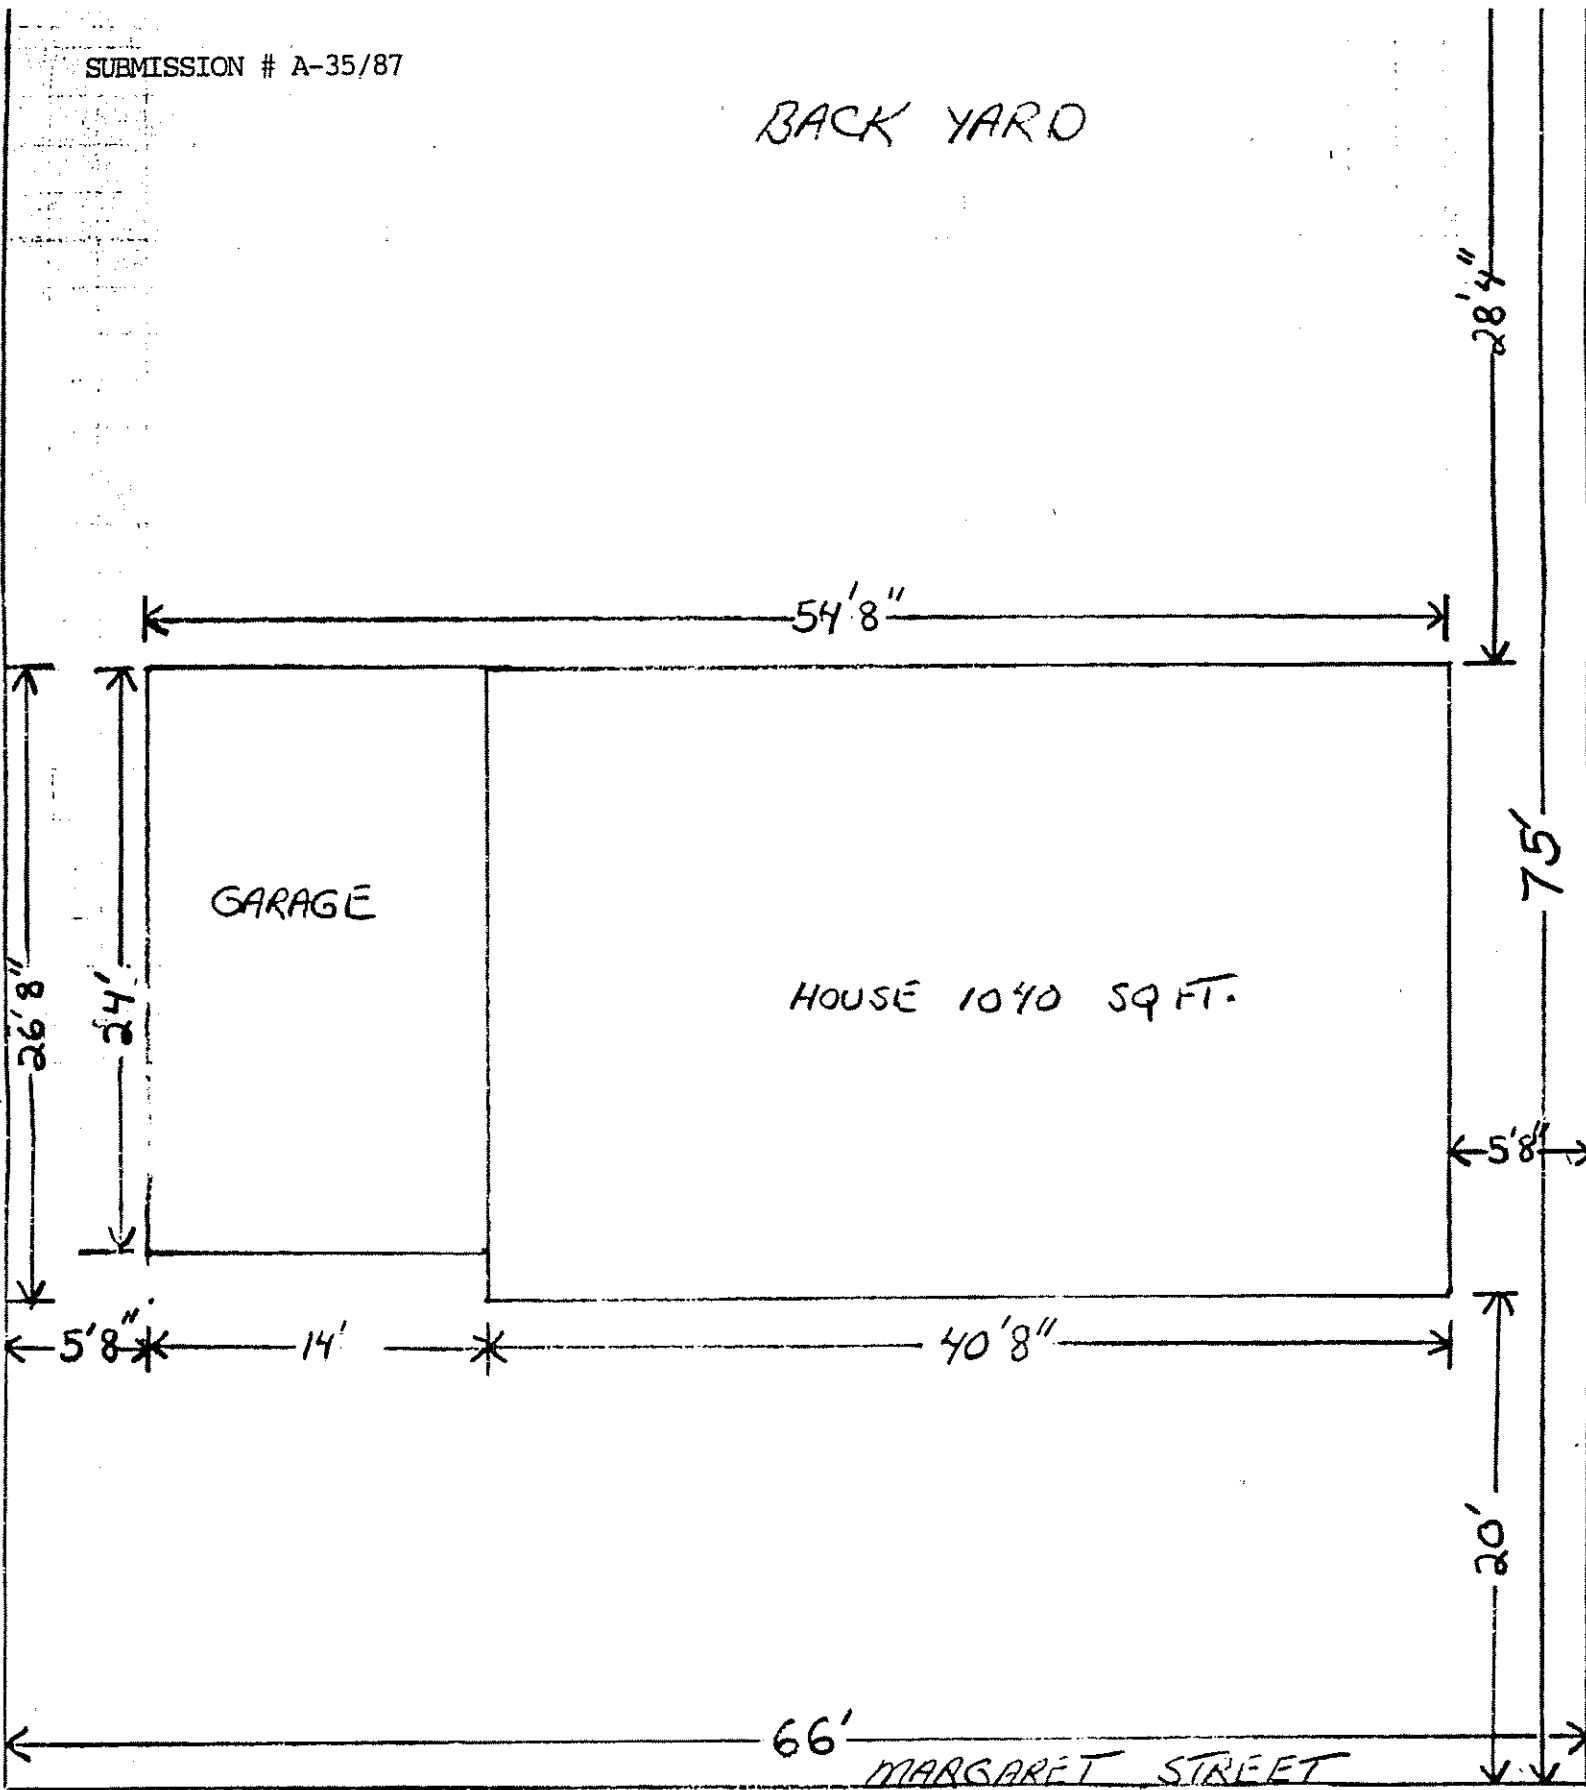 SUBMISSION # A-35/87
BACK YARD
28'4"
54'8"
75'
GARAGE
26'8"
24'
HOUSE 1040 SQ FT.
5'8"
5'8"
14'
40'8"
20'
66'
MARGARET STREET